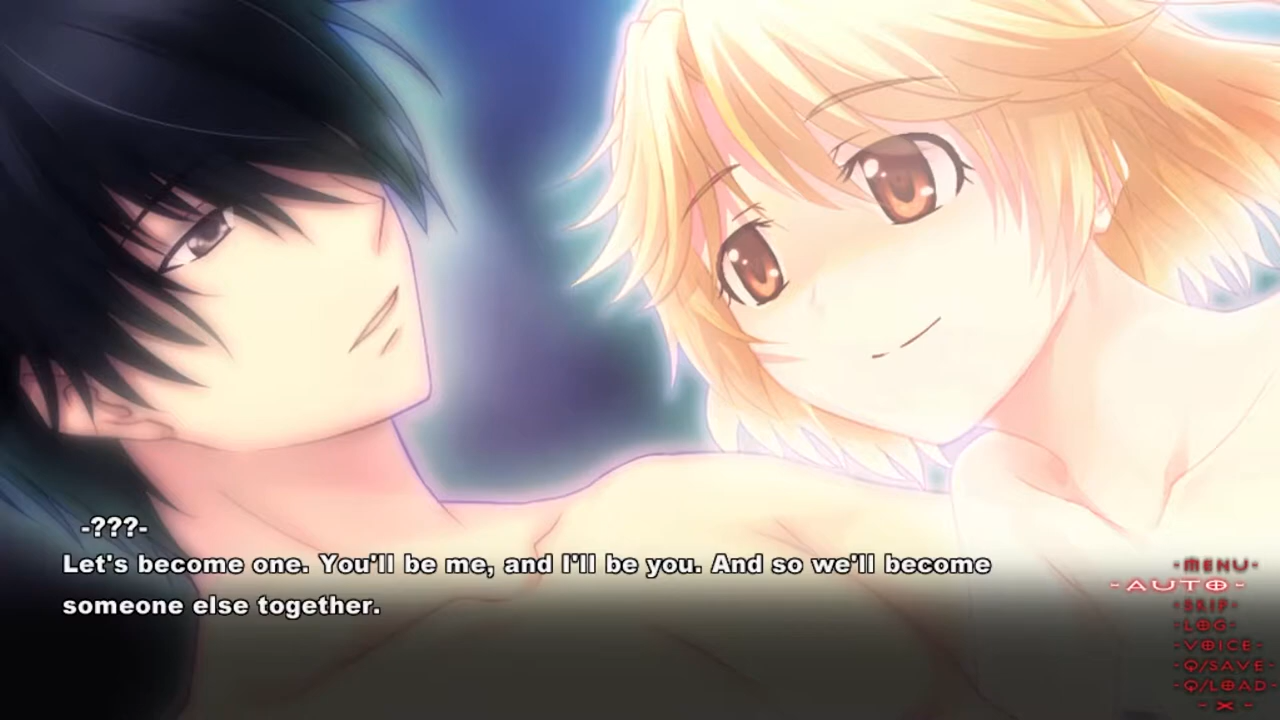 -???-
Let's become one. You'll be me, and I'll be you. And so we'll become
someone else together.
-MENU-
-AUTO-
-SKIP-
-LOG-
-VOICE-
-Q/SAVE-
-Q/LOAD-
-×-